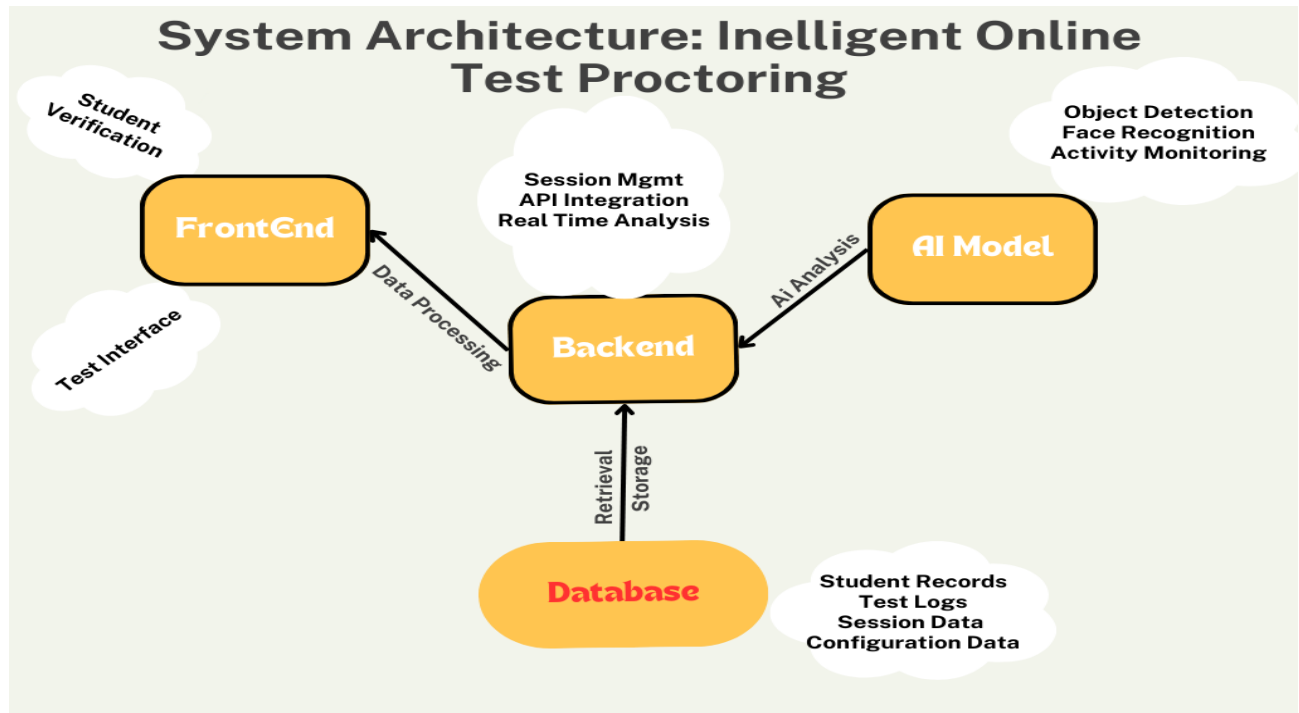 System Architecture: Inelligent Online
Test Proctoring
Student
Verification
Object Detection
Face Recognition
Activity Monitoring
Session Mgmt
API Integration
Real Time Analysis
FrontEnd
AI Model
Ai Analysis
Data Processing
Test Interface
Backend
Retrieval
Storage
Database
Student Records
Test Logs
Session Data
Configuration Data